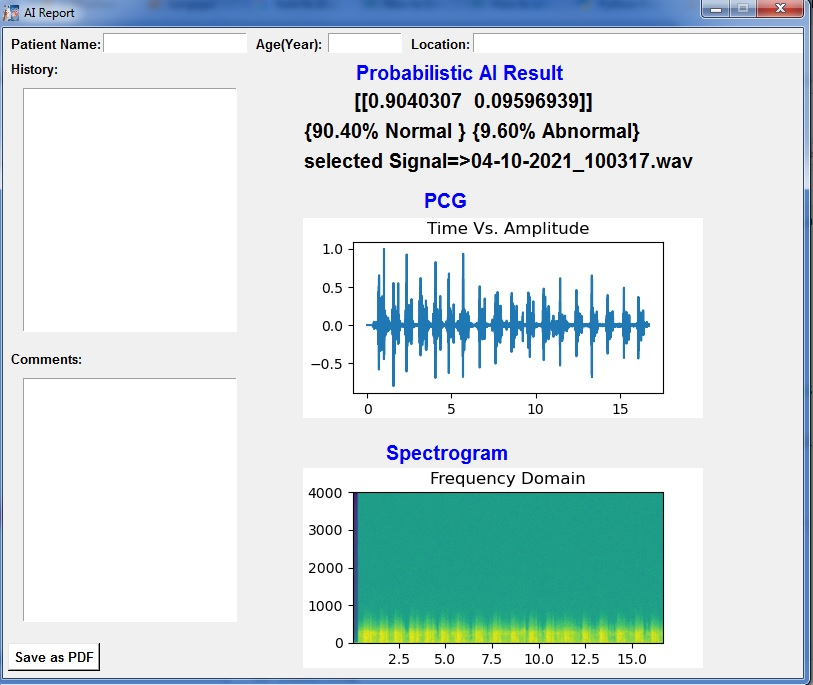 AI Report
Patient Name: Age(Year): Location:
History:
Probabilistic AI Result
[[0.9040307 0.09596939]]
{90.40% Normal } {9.60% Abnormal}
selected Signal=>04-10-2021_100317.wav
PCG
Time Vs. Amplitude
1.0
0.5
0.0
−0.5
0 5 10 15
Comments:
Spectrogram
Frequency Domain
4000
3000
2000
1000
0
2.5 5.0 7.5 10.0 12.5 15.0
Save as PDF